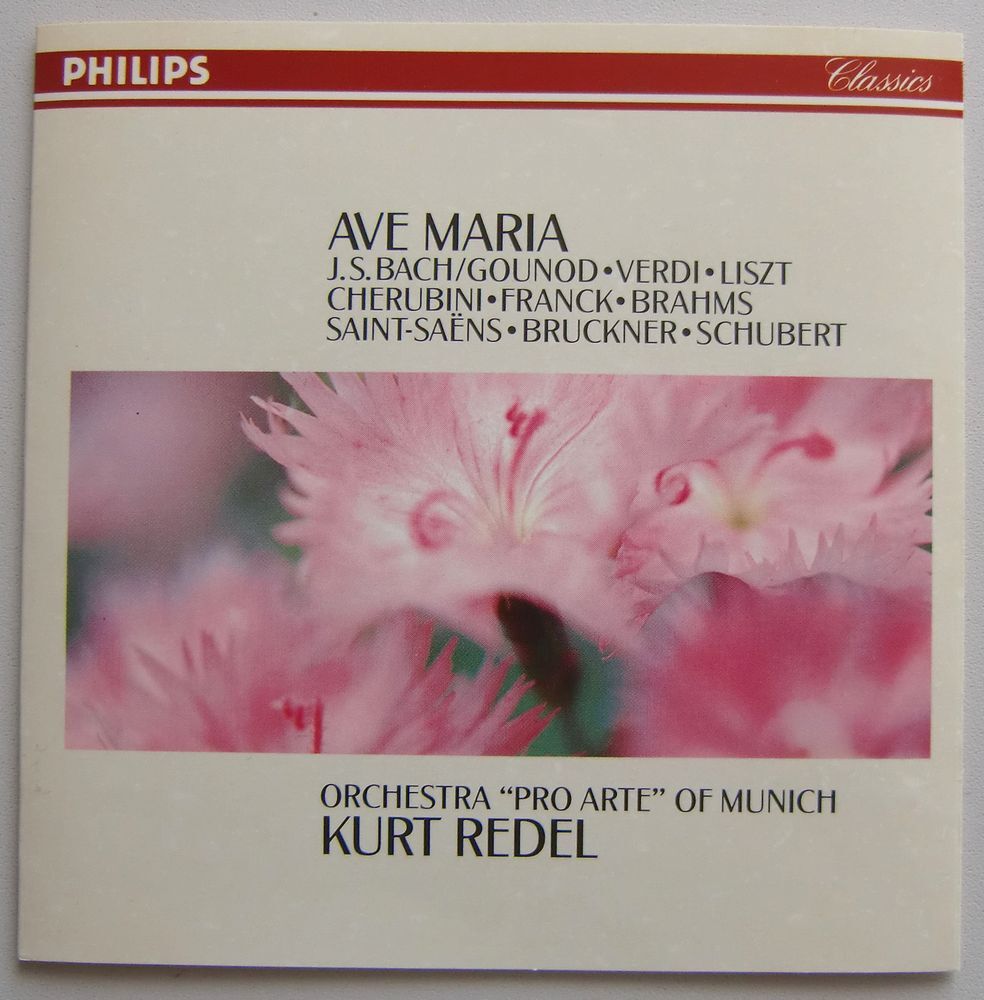 PHILIPS
Classics
AVE MARIA
J.S.BACH/GOUNOD•VERDI•LISZT
CHERUBINI•FRANCK•BRAHMS
SAINT-SAËNS•BRUCKNER•SCHUBERT
ORCHESTRA “PRO ARTE” OF MUNICH
KURT REDEL